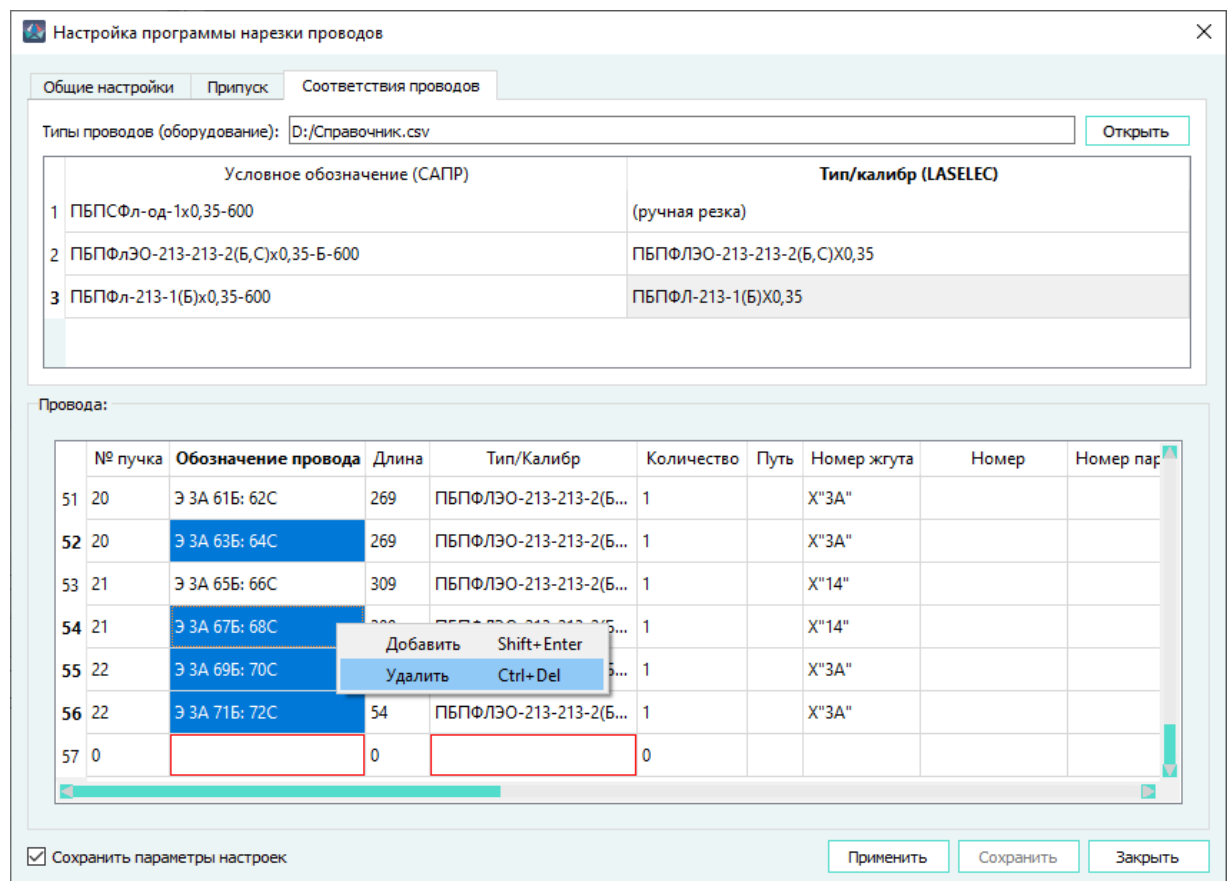 Настройка программы нарезки проводов
Общие настройки Припуск Соответствия проводов
Типы проводов (оборудование): D:/Справочник.csv Открыть
Условное обозначение (САПР) Тип/калибр (LASELEC)
1 ПБПСФл-од-1х0,35-600 (ручная резка)
2 ПБПФлЭО-213-213-2(Б,С)х0,35-Б-600 ПБПФЛЭО-213-213-2(Б,С)Х0,35
3 ПБПФл-213-1(Б)х0,35-600 ПБПФЛ-213-1(Б)Х0,35
Провода:
№ пучка Обозначение провода Длина Тип/Калибр Количество Путь Номер жгута Номер Номер пар
51 20 Э 3А 61Б: 62С 269 ПБПФЛЭО-213-213-2(Б... 1 Х"3А"
52 20 Э 3А 63Б: 64С 269 ПБПФЛЭО-213-213-2(Б... 1 Х"3А"
53 21 Э 3А 65Б: 66С 309 ПБПФЛЭО-213-213-2(Б... 1 Х"14"
54 21 Э 3А 67Б: 68С 1 Х"14"
Добавить Shift+Enter
55 22 Э 3А 69Б: 70С 1 Х"3А"
Удалить Ctrl+Del
56 22 Э 3А 71Б: 72С 54 ПБПФЛЭО-213-213-2(Б... 1 Х"3А"
57 0 0 0
Сохранить параметры настроек Применить Сохранить Закрыть